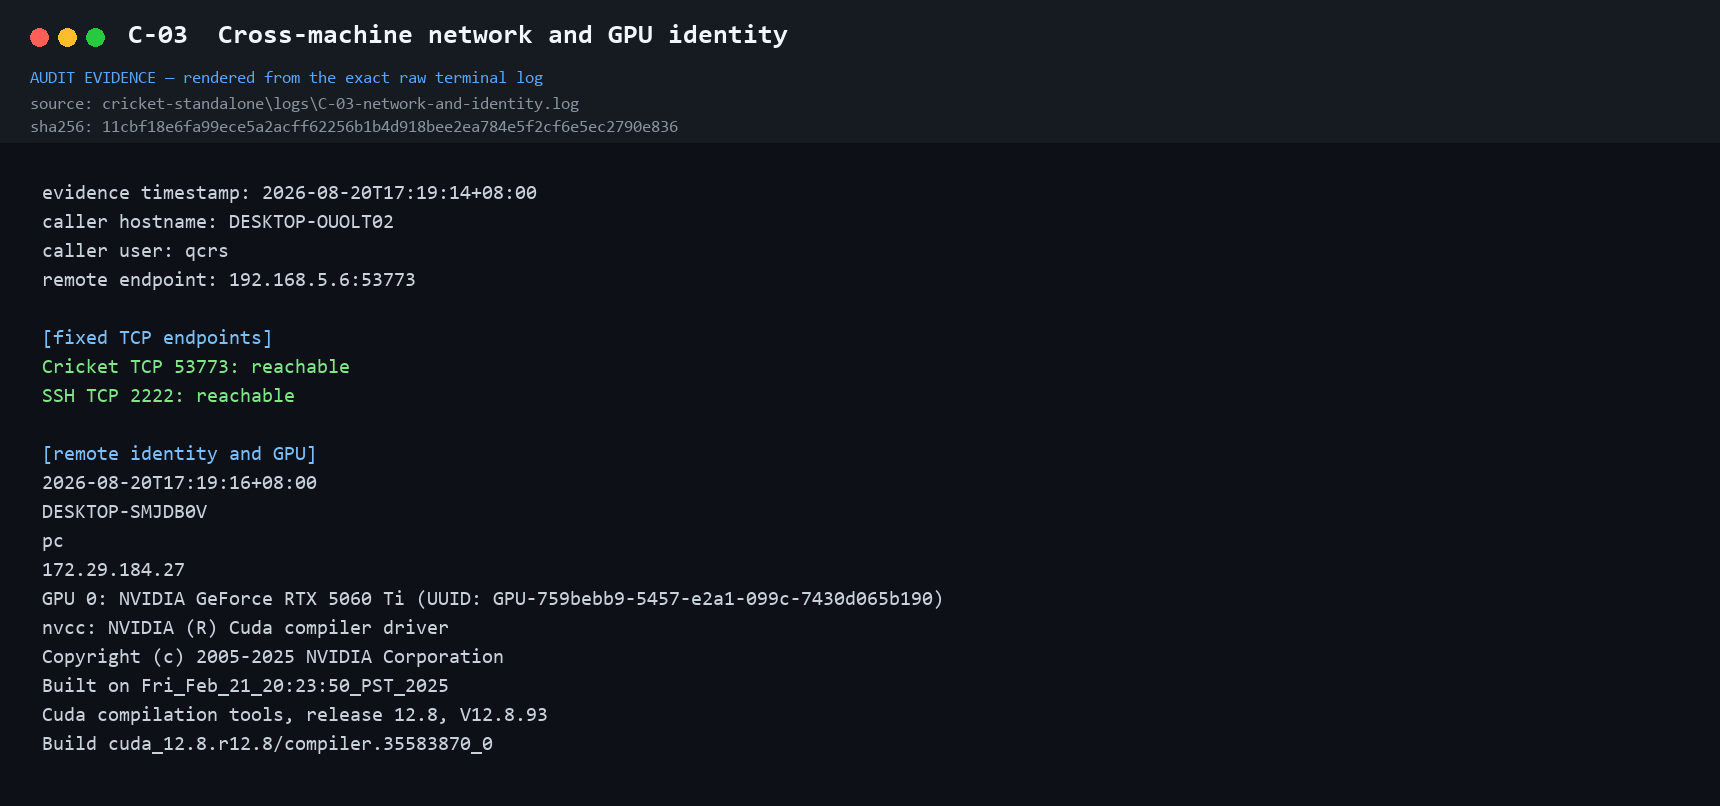 C-03  Cross-machine network and GPU identity
AUDIT EVIDENCE — rendered from the exact raw terminal log
source: cricket-standalone\logs\C-03-network-and-identity.log
sha256: 11cbf18e6fa99ece5a2acff62256b1b4d918bee2ea784e5f2cf6e5ec2790e836
evidence timestamp: 2026-08-20T17:19:14+08:00
caller hostname: DESKTOP-OUOLT02
caller user: qcrs
remote endpoint: 192.168.5.6:53773
[fixed TCP endpoints]
Cricket TCP 53773: reachable
SSH TCP 2222: reachable
[remote identity and GPU]
2026-08-20T17:19:16+08:00
DESKTOP-SMJDB0V
pc
172.29.184.27
GPU 0: NVIDIA GeForce RTX 5060 Ti (UUID: GPU-759bebb9-5457-e2a1-099c-7430d065b190)
nvcc: NVIDIA (R) Cuda compiler driver
Copyright (c) 2005-2025 NVIDIA Corporation
Built on Fri_Feb_21_20:23:50_PST_2025
Cuda compilation tools, release 12.8, V12.8.93
Build cuda_12.8.r12.8/compiler.35583870_0